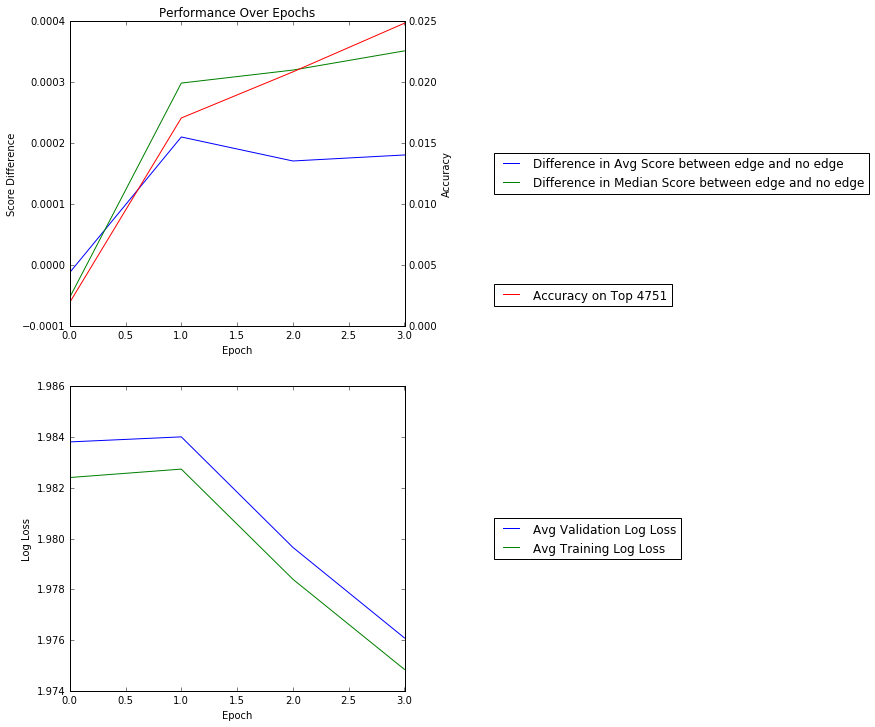 Performance Over Epochs
0.0004
0.0003
0.0002
0.0001
0.0000
−0.0001
Score Difference
0.025
0.020
0.015
0.010
0.005
0.000
Accuracy
0.0 0.5 1.0 1.5 2.0 2.5 3.0
Epoch
Difference in Avg Score between edge and no edge
Difference in Median Score between edge and no edge
Accuracy on Top 4751
1.986
1.984
1.982
1.980
1.978
1.976
1.974
Log Loss
0.0 0.5 1.0 1.5 2.0 2.5 3.0
Epoch
Avg Validation Log Loss
Avg Training Log Loss